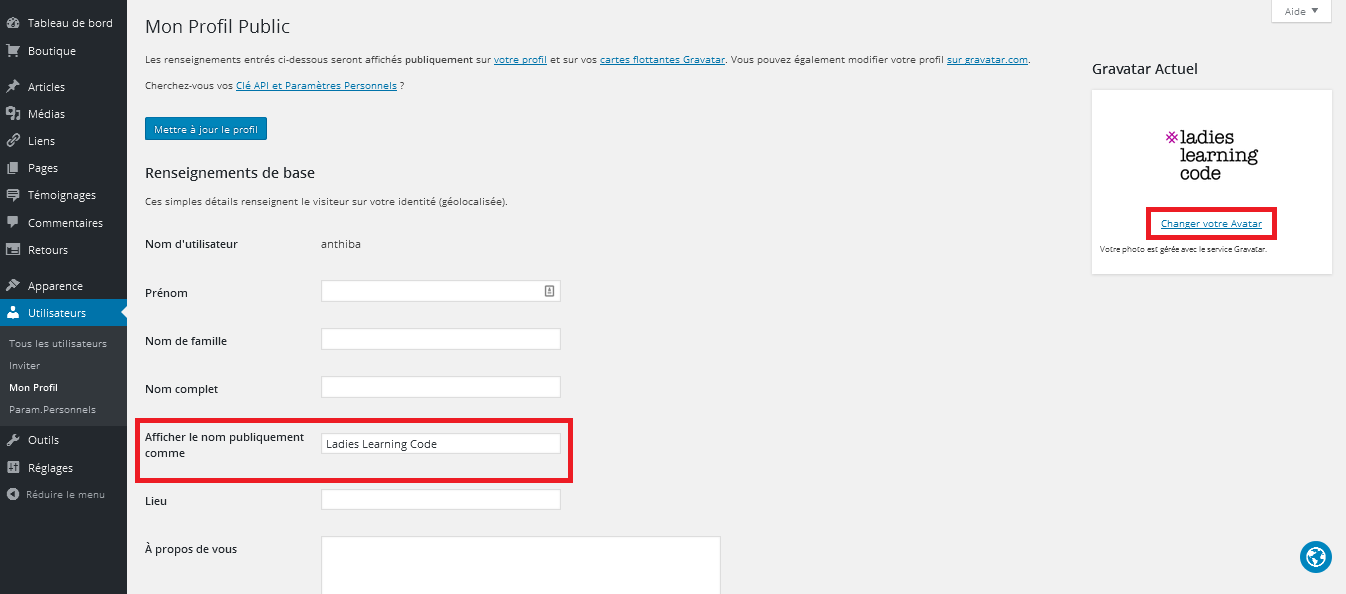 Tableau de bord
Boutique
Articles
Médias
Liens
Pages
Témoignages
Commentaires
Retours
Apparence
Utilisateurs
Tous les utilisateurs
Inviter
Mon Profil
Param.Personnels
Outils
Réglages
Réduire le menu
Aide ▼
Mon Profil Public
Les renseignements entrés ci-dessous seront affichés publiquement sur votre profil et sur vos cartes flottantes Gravatar. Vous pouvez également modifier votre profil sur gravatar.com.
Cherchez-vous vos Clé API et Paramètres Personnels ?
Mettre à jour le profil
Renseignements de base
Ces simples détails renseignent le visiteur sur votre identité (géolocalisée).
Nom d'utilisateur anthiba
Prénom
Nom de famille
Nom complet
Afficher le nom publiquement
comme
Ladies Learning Code
Lieu
À propos de vous
Gravatar Actuel
ladies
learning
code
Changer votre Avatar
Votre photo est gérée avec le service Gravatar.